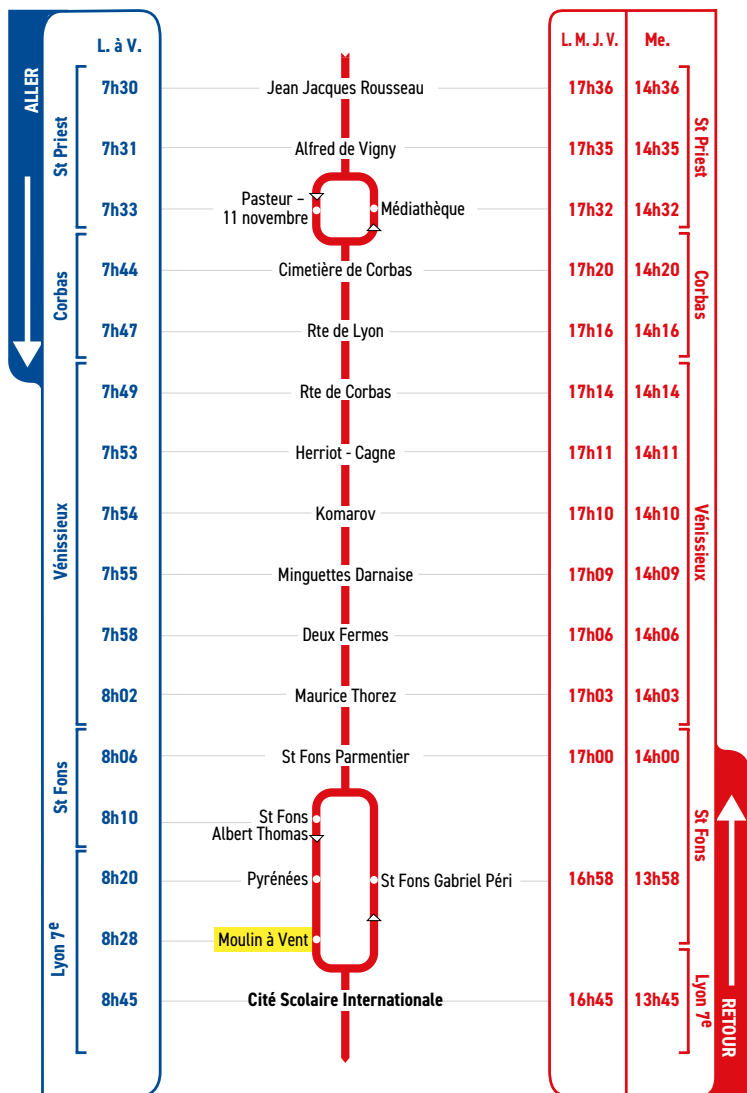 L. à V.
L. M. J. V.
Me.
ALLER
St Priest
7h30
Jean Jacques Rousseau
17h36
14h36
St Priest
7h31
Alfred de Vigny
17h35
14h35
7h33
Pasteur –
11 novembre
Médiathèque
17h32
14h32
Corbas
7h44
Cimetière de Corbas
17h20
14h20
Corbas
7h47
Rte de Lyon
17h16
14h16
Vénissieux
7h49
Rte de Corbas
17h14
14h14
Vénissieux
7h53
Herriot - Cagne
17h11
14h11
7h54
Komarov
17h10
14h10
7h55
Minguettes Darnaise
17h09
14h09
7h58
Deux Fermes
17h06
14h06
8h02
Maurice Thorez
17h03
14h03
St Fons
8h06
St Fons Parmentier
17h00
14h00
St Fons
8h10
St Fons
Albert Thomas
Lyon 7e
8h20
Pyrénées
St Fons Gabriel Péri
16h58
13h58
8h28
Moulin à Vent
8h45
Cité Scolaire Internationale
16h45
13h45
Lyon 7e
RETOUR